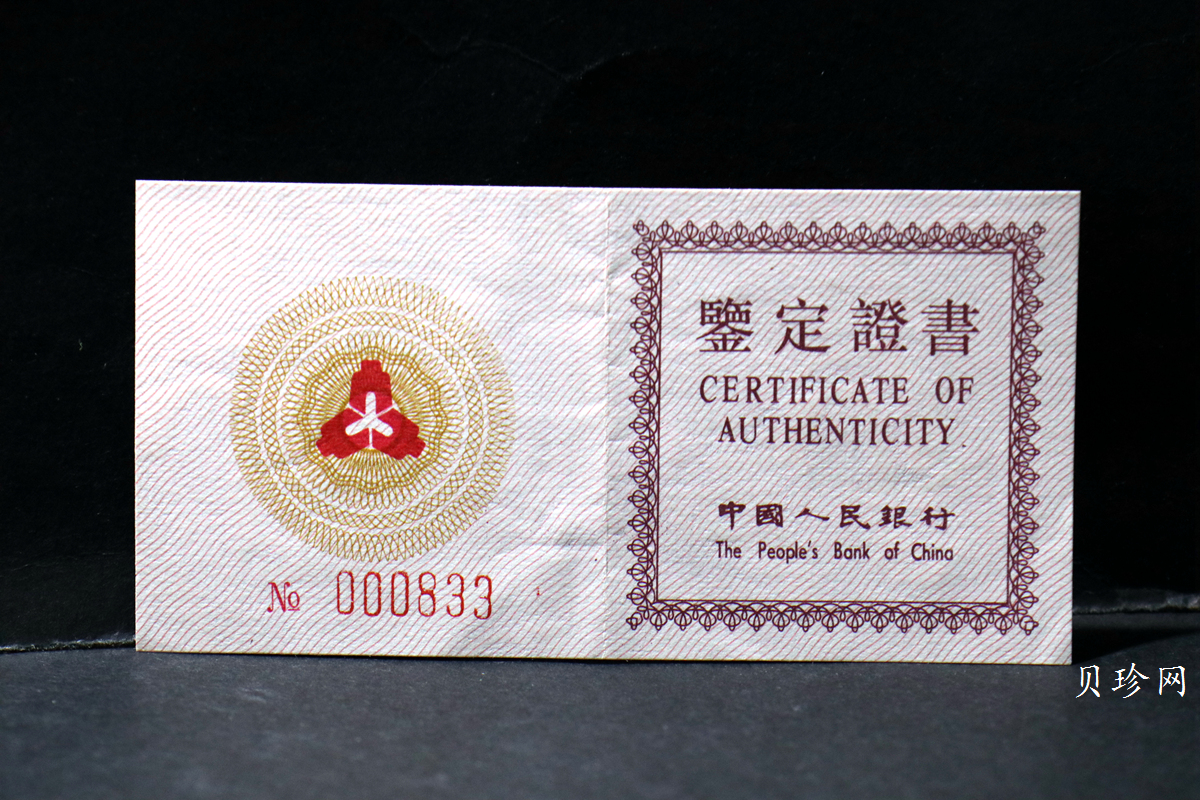 № 000833
鑒定證書
CERTIFICATE OF
AUTHENTICITY
中國人民銀行
The People's Bank of China
贝珍网